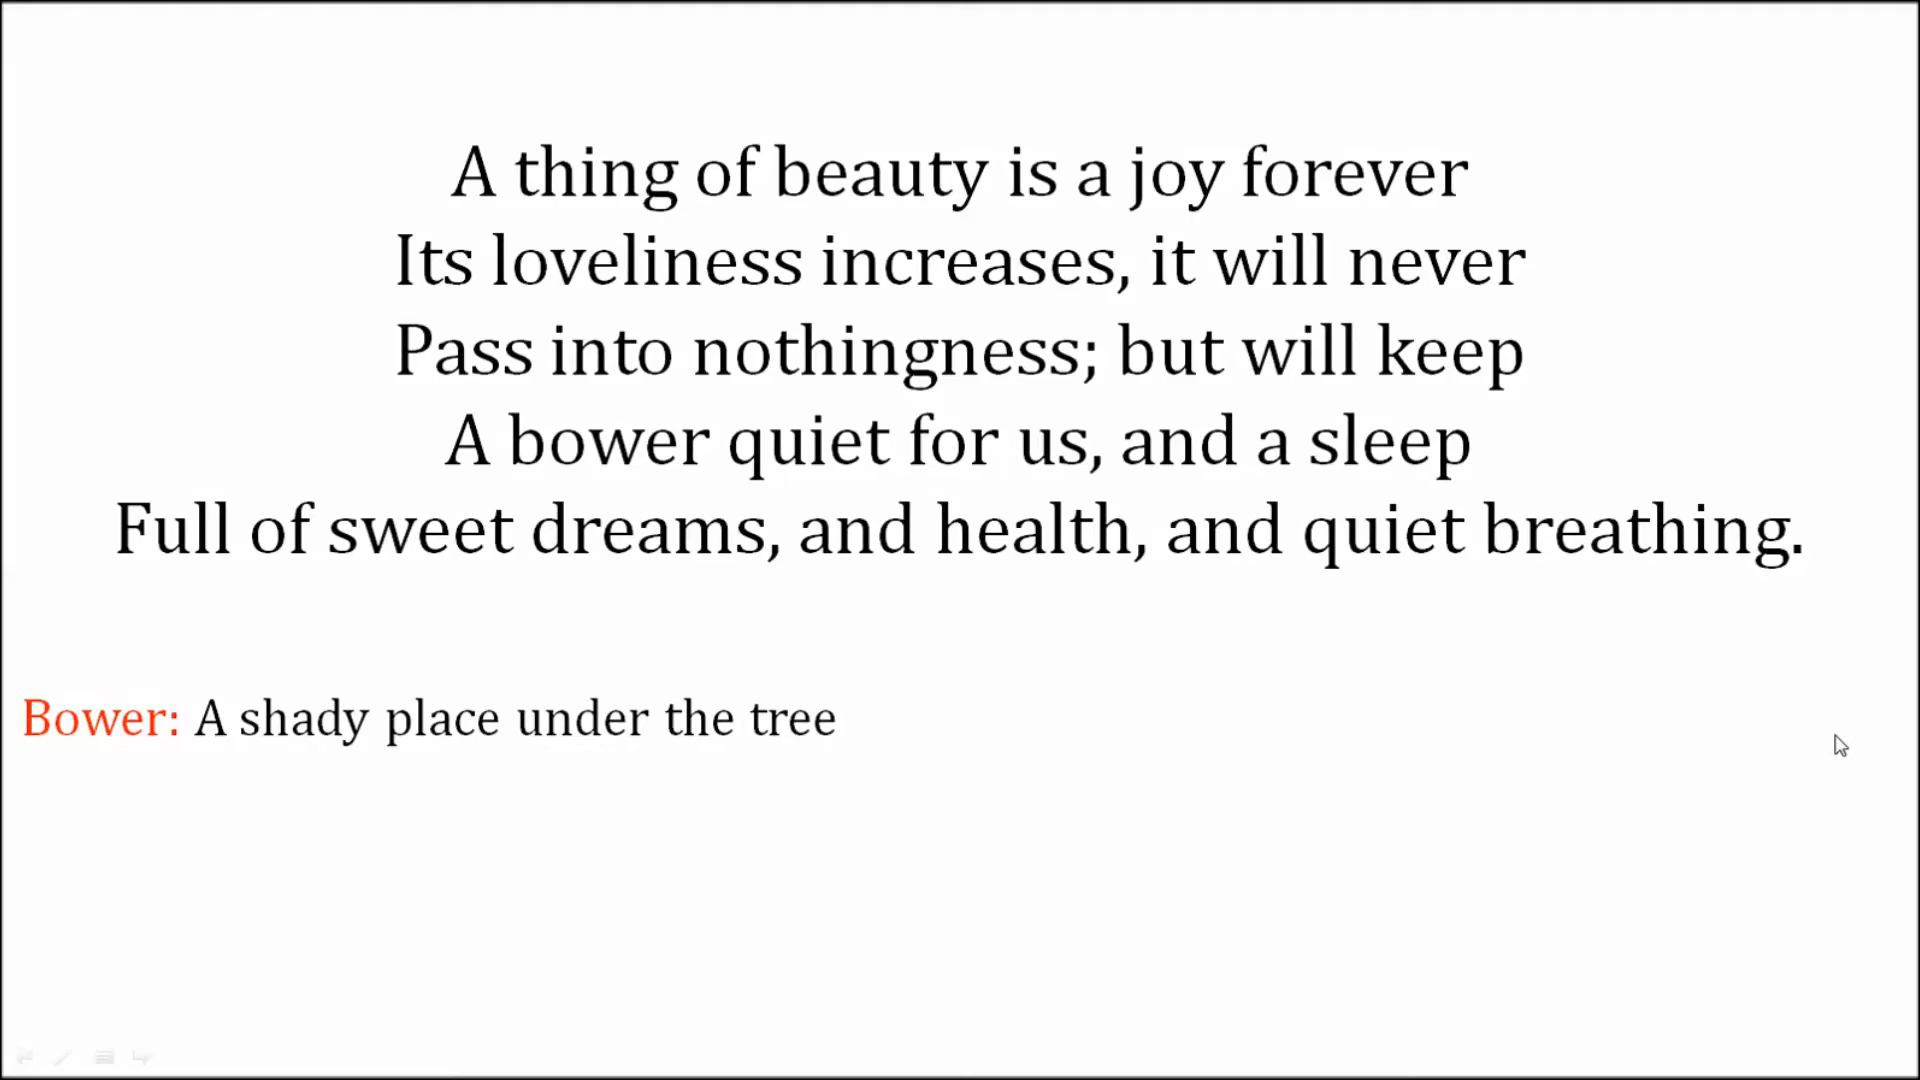 A thing of beauty is a joy forever
Its loveliness increases, it will never
Pass into nothingness; but will keep
A bower quiet for us, and a sleep
Full of sweet dreams, and health, and quiet breathing.
Bower: A shady place under the tree